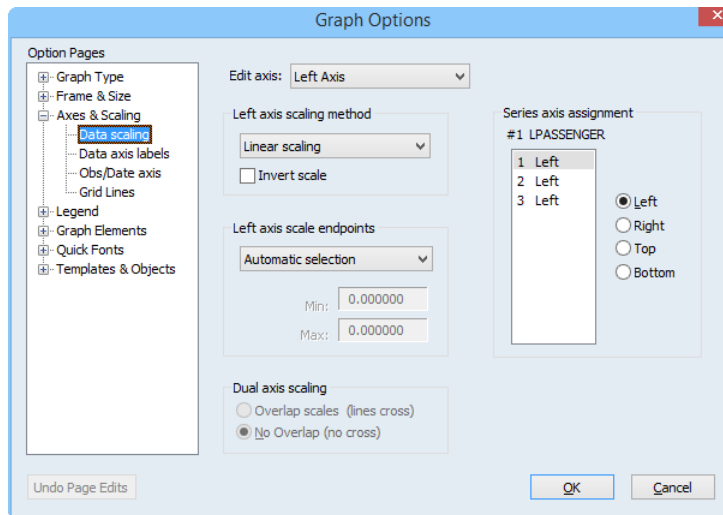 Graph Options
Option Pages
Graph Type
Frame & Size
Axes & Scaling
Data scaling
Data axis labels
Obs/Date axis
Grid Lines
Legend
Graph Elements
Quick Fonts
Templates & Objects
Edit axis: Left Axis
Left axis scaling method
Linear scaling
Invert scale
Left axis scale endpoints
Automatic selection
Min: 0.000000
Max: 0.000000
Dual axis scaling
Overlap scales (lines cross)
No Overlap (no cross)
Series axis assignment
#1 LPASSENGER
1 Left
2 Left
3 Left
Left
Right
Top
Bottom
Undo Page Edits
OK
Cancel